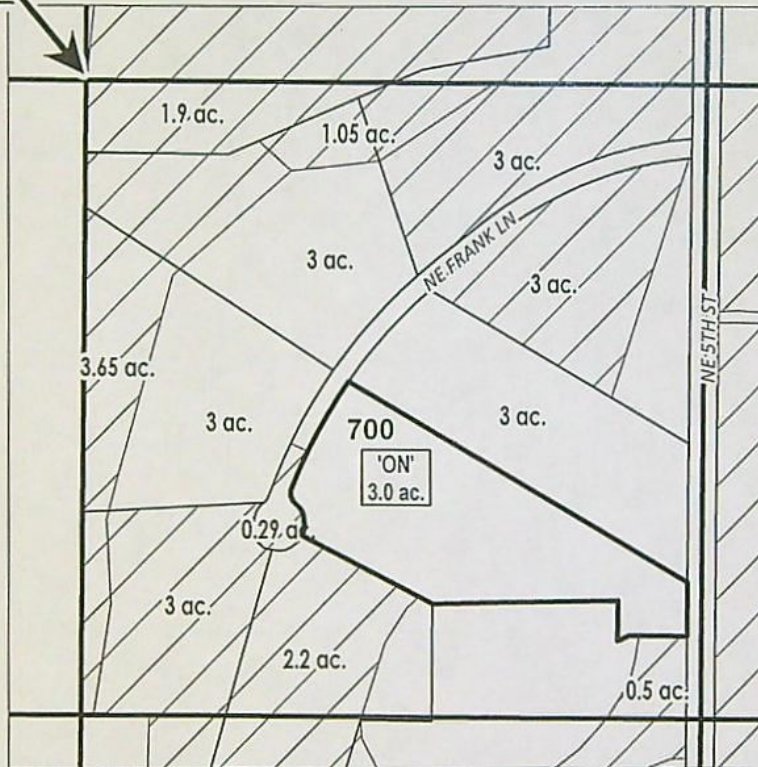 1.9 ac.
1.05 ac.
3 ac.
3 ac.
NE FRANK LN
3 ac.
NE 5TH ST
3.65 ac.
3 ac.
3 ac.
700
'ON'
3.0 ac.
0.29 ac.
3 ac.
2.2 ac.
0.5 ac.